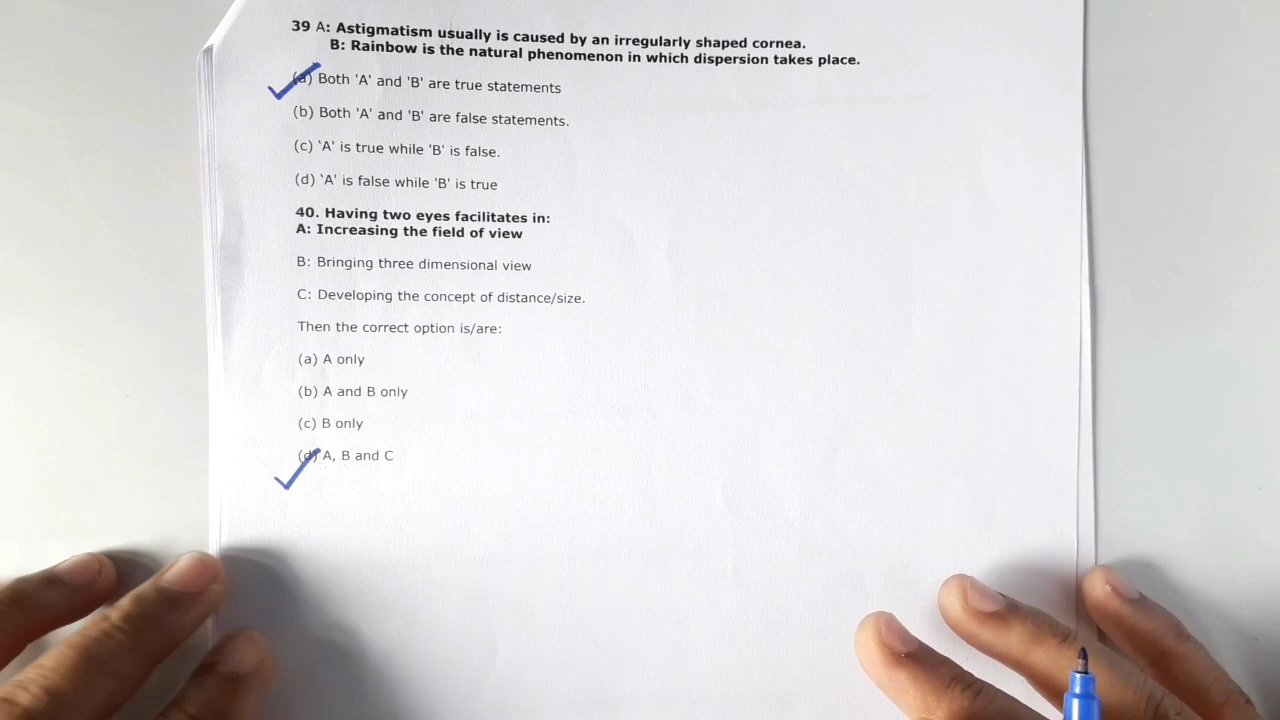 39 A: Astigmatism usually is caused by an irregularly shaped cornea.
B: Rainbow is the natural phenomenon in which dispersion takes place.
(a) Both 'A' and 'B' are true statements
(b) Both 'A' and 'B' are false statements.
(c) 'A' is true while 'B' is false.
(d) 'A' is false while 'B' is true
40. Having two eyes facilitates in:
A: Increasing the field of view
B: Bringing three dimensional view
C: Developing the concept of distance/size.
Then the correct option is/are:
(a) A only
(b) A and B only
(c) B only
(d) A, B and C